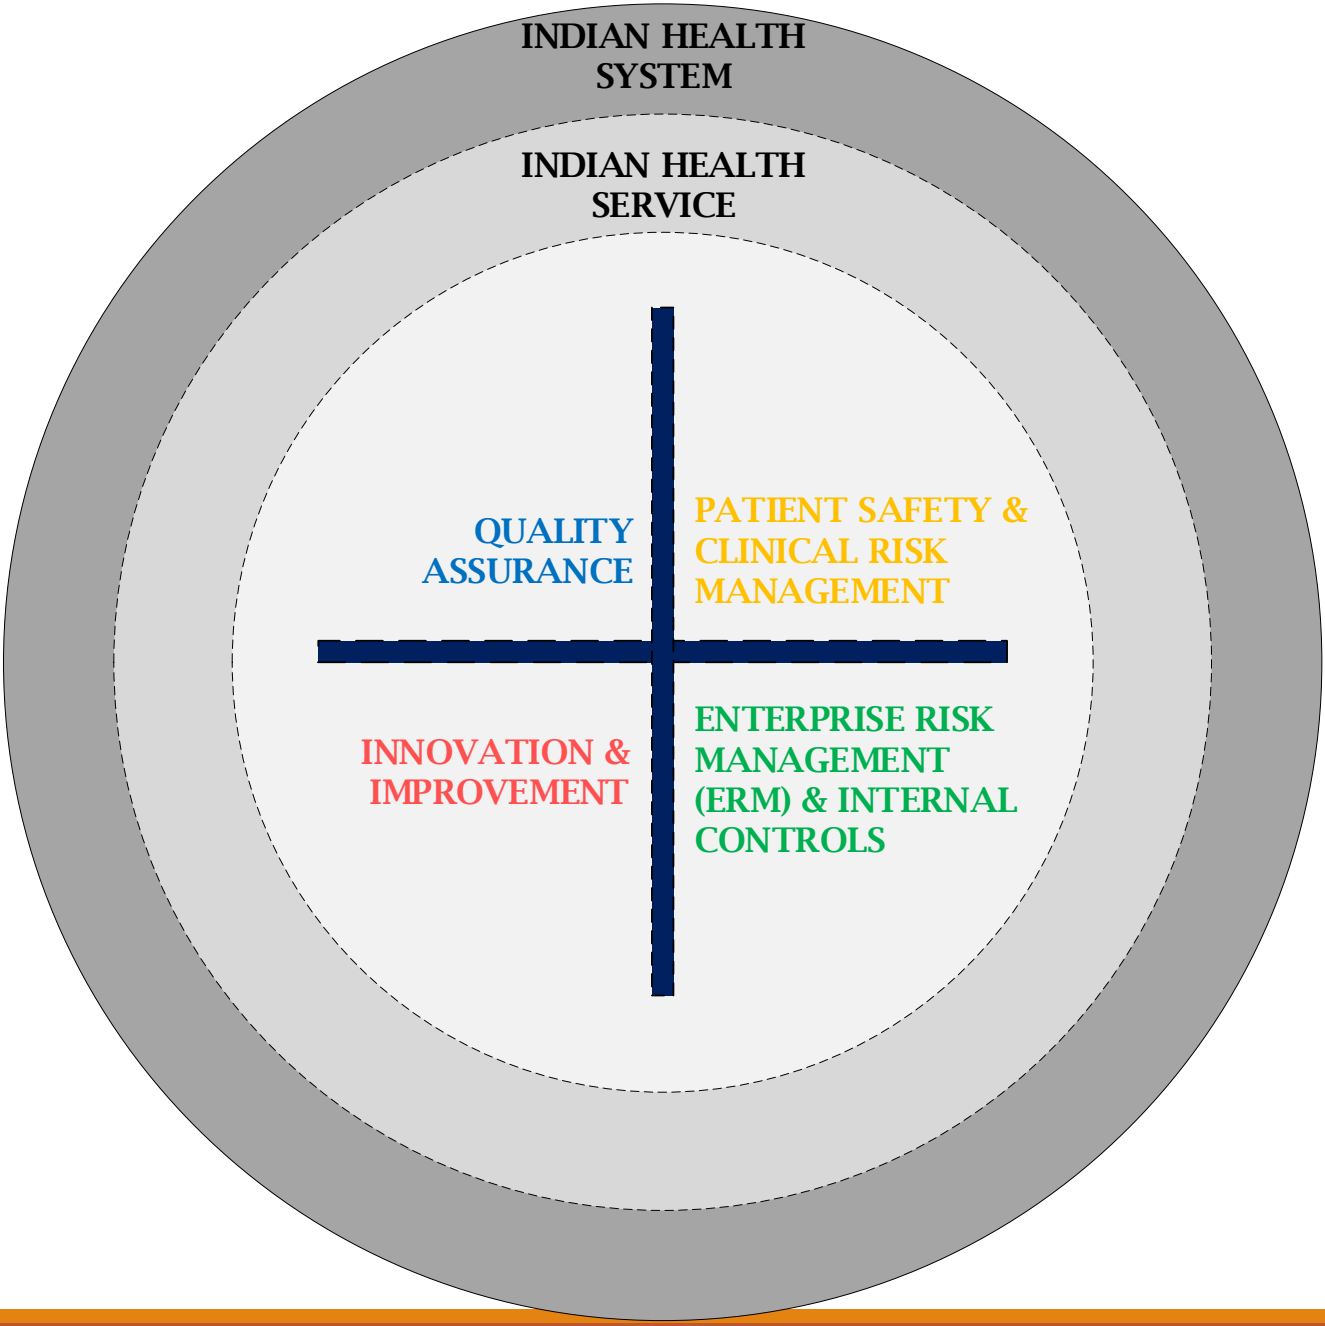 INDIAN HEALTH
SYSTEM
INDIAN HEALTH
SERVICE
QUALITY
ASSURANCE
PATIENT SAFETY &
CLINICAL RISK
MANAGEMENT
INNOVATION &
IMPROVEMENT
ENTERPRISE RISK
MANAGEMENT
(ERM) & INTERNAL
CONTROLS